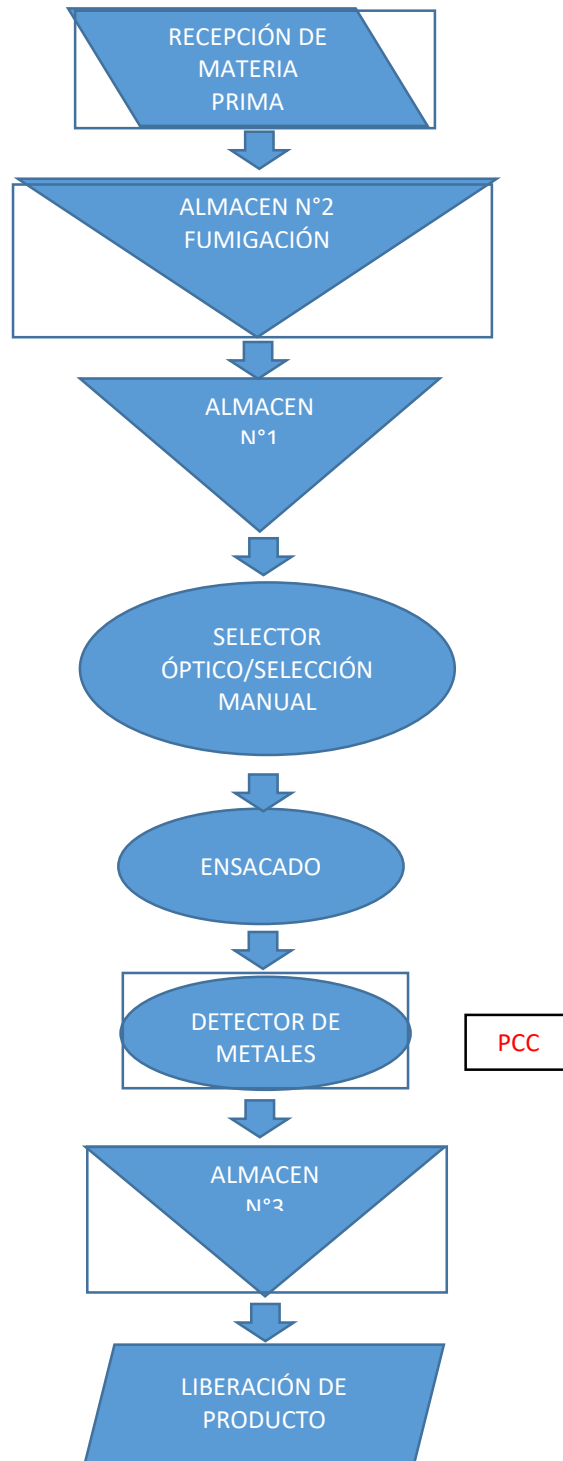 RECEPCIÓN DE
MATERIA
PRIMA
ALMACEN N°2
FUMIGACIÓN
ALMACEN
N°1
SELECTOR
ÓPTICO/SELECCIÓN
MANUAL
ENSACADO
DETECTOR DE
METALES
PCC
ALMACEN
N°3
LIBERACIÓN DE
PRODUCTO